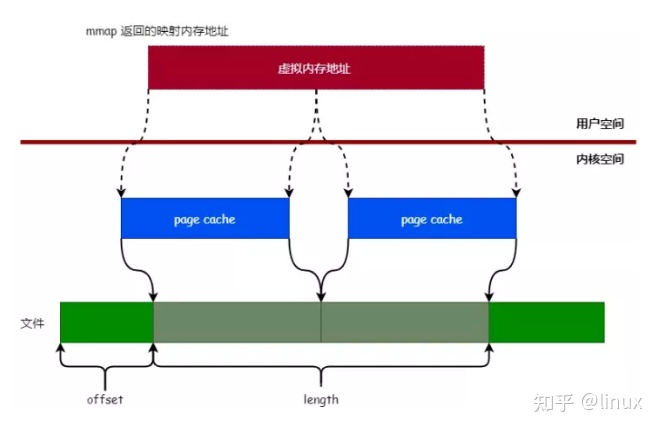 mmap 返回的映射内存地址
虚拟内存地址
用户空间
内核空间
page cache
page cache
文件
offset
length
知乎 @linux